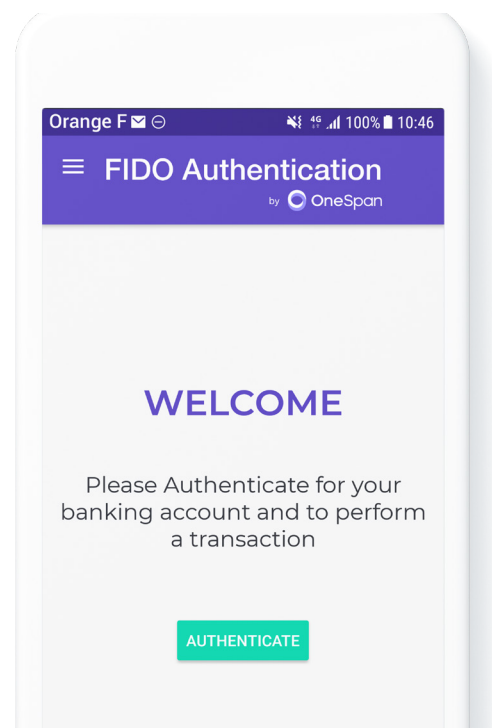 Orange F 4G 100% 10:46
FIDO Authentication
by OneSpan
WELCOME
Please Authenticate for your
banking account and to perform
a transaction
AUTHENTICATE